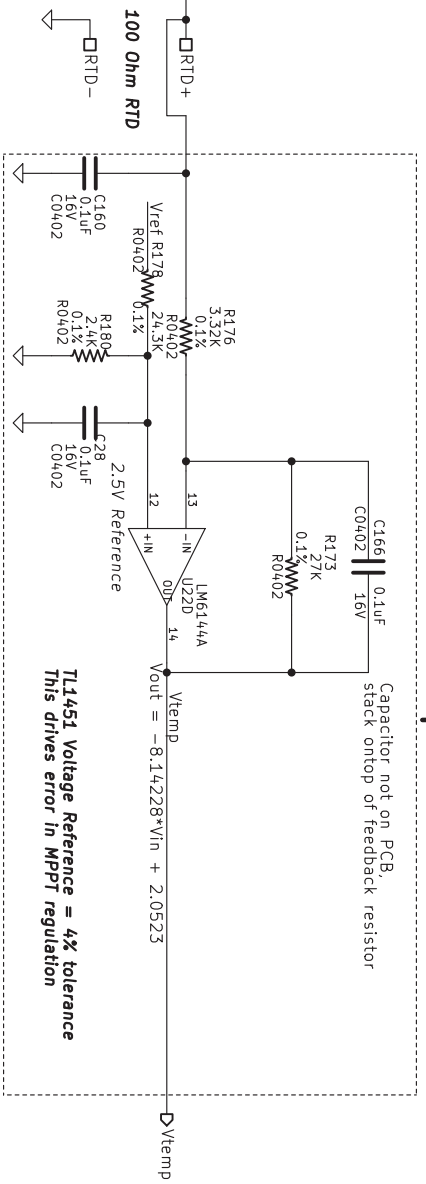 RTD+
RTD-
100 Ohm RTD
C160
0.1uF
16V
C0402
Vref
R178
R0402
24.3K
0.1%
R176
3.32K
0.1%
R0402
R180
2.4K
0.1%
R0402
C28
0.1uF
16V
C0402
2.5V Reference
12
13
+IN
-IN
OUT
LM6144A
U22D
14
R173
27K
0.1%
R0402
C166
C0402
0.1uF
16V
Capacitor not on PCB,
stack ontop of feedback resistor
Vtemp
Vout = -8.14228*Vin + 2.0523
TL1451 Voltage Reference = 4% tolerance
This drives error in MPPT regulation
Vtemp